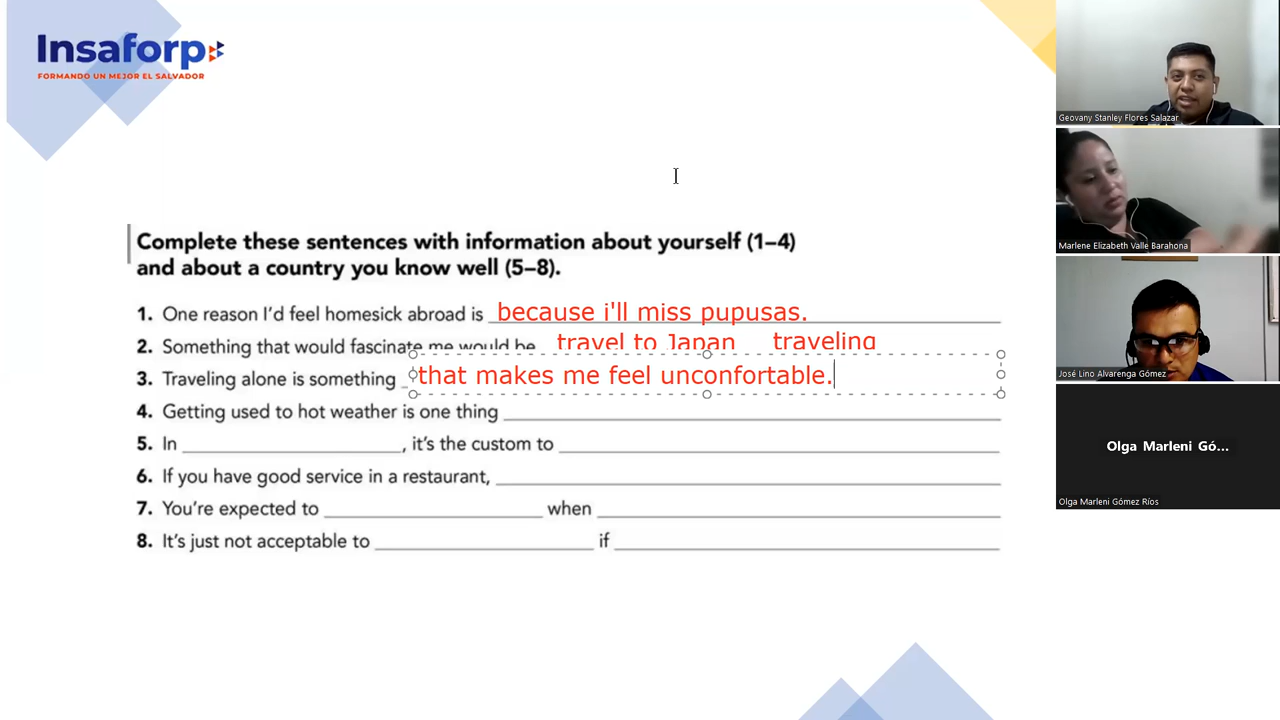 Insaforp
FORMANDO UN MEJOR EL SALVADOR
Complete these sentences with information about yourself (1–4)
and about a country you know well (5–8).
1. One reason I'd feel homesick abroad is because i'll miss pupusas.
2. Something that would fascinate me would be travel to Japan traveling
3. Traveling alone is something that makes me feel unconfortable.
4. Getting used to hot weather is one thing
5. In , it's the custom to
6. If you have good service in a restaurant,
7. You're expected to when
8. It's just not acceptable to if
Geovany Stanley Flores Salazar
Marlene Elizabeth Valle Barahona
José Lino Alvarenga Gómez
Olga Marleni Gó...
Olga Marleni Gómez Ríos